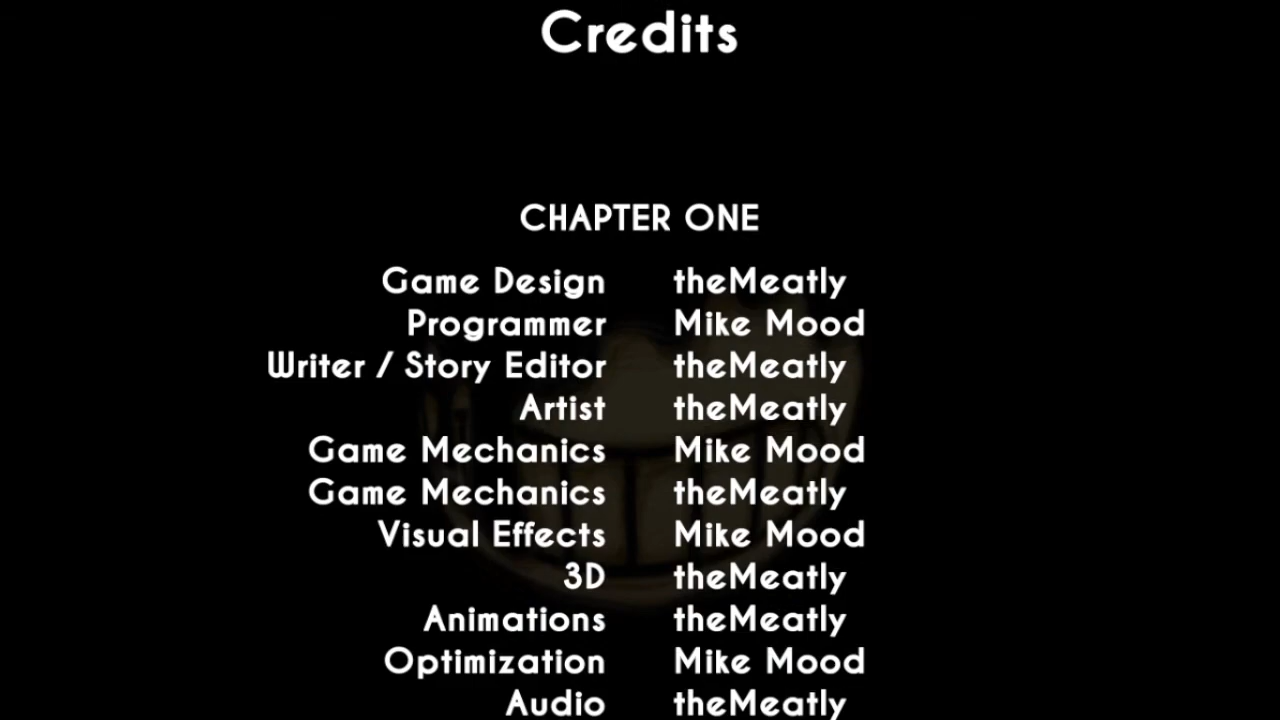 Credits
CHAPTER ONE
Game Design theMeatly
Programmer Mike Mood
Writer / Story Editor theMeatly
Artist theMeatly
Game Mechanics Mike Mood
Game Mechanics theMeatly
Visual Effects Mike Mood
3D theMeatly
Animations theMeatly
Optimization Mike Mood
Audio theMeatly